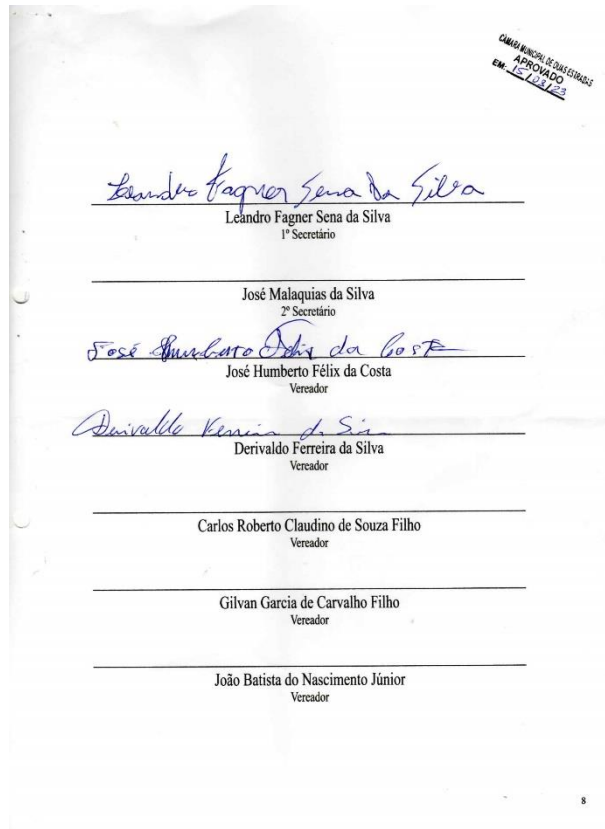 CÂMARA MUNICIPAL DE DUAS ESTRADAS
APROVADO
EM: 15/03/23
Leandro Fagner Sena Da Silva
Leandro Fagner Sena da Silva
1º Secretário
José Malaquias da Silva
2º Secretário
José Humberto Felix da Costa
José Humberto Félix da Costa
Vereador
Derivaldo Ferreira da Silva
Vereador
Carlos Roberto Claudino de Souza Filho
Vereador
Gilvan Garcia de Carvalho Filho
Vereador
João Batista do Nascimento Júnior
Vereador
8